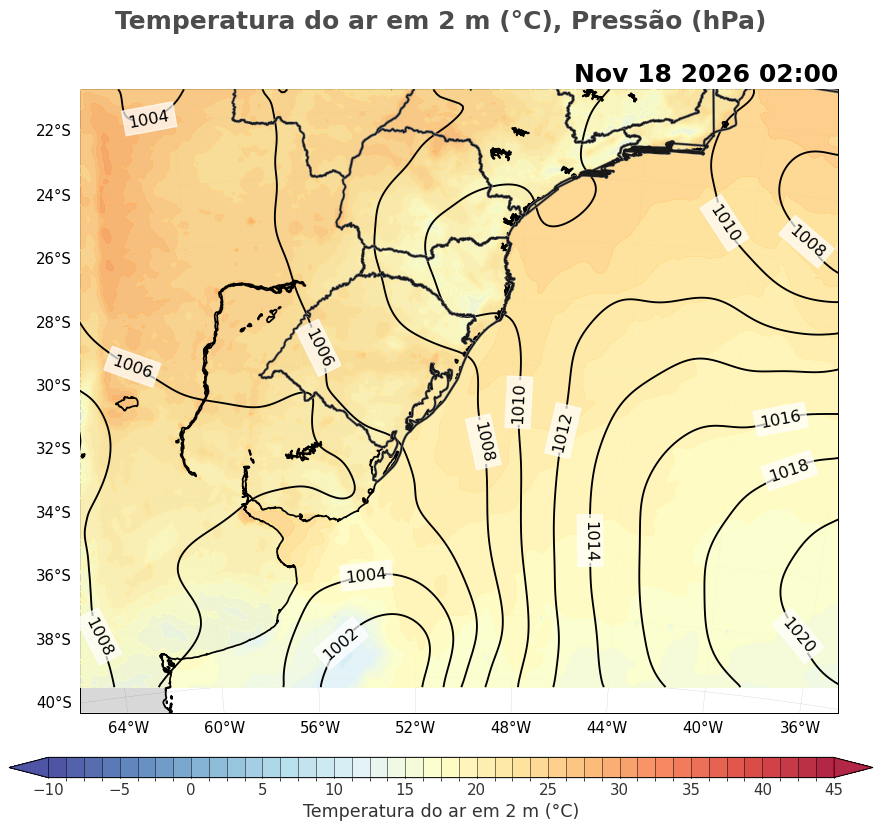 Temperatura do ar em 2 m (°C), Pressão (hPa)
Nov 18 2026 02:00
1004
22°S
24°S
1010
1008
26°S
28°S
1006
1006
30°S
1010
1016
1012
1008
32°S
1018
34°S
1014
1004
36°S
1008
1002
1020
38°S
40°S
64°W 60°W 56°W 52°W 48°W 44°W 40°W 36°W
−10 −5 0 5 10 15 20 25 30 35 40 45
Temperatura do ar em 2 m (°C)